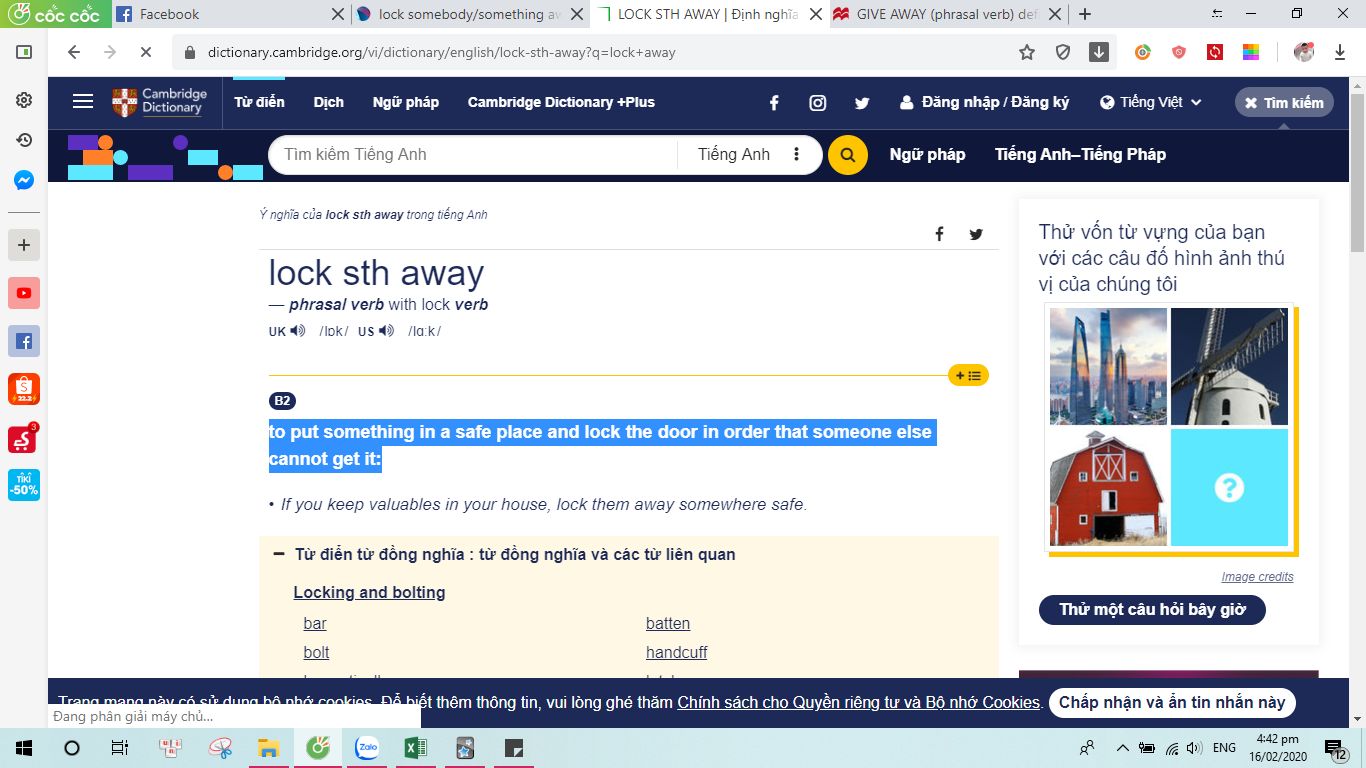 cốc cốc
Facebook
lock somebody/something aw
LOCK STH AWAY | Định nghĩa
GIVE AWAY (phrasal verb) def
dictionary.cambridge.org/vi/dictionary/english/lock-sth-away?q=lock+away
Cambridge
Dictionary
Từ điển
Dịch
Ngữ pháp
Cambridge Dictionary +Plus
Đăng nhập / Đăng ký
Tiếng Việt
Tìm kiếm
Tìm kiếm Tiếng Anh
Tiếng Anh
Ngữ pháp
Tiếng Anh–Tiếng Pháp
Ý nghĩa của lock sth away trong tiếng Anh
lock sth away
— phrasal verb with lock verb
UK /lɒk/ US /lɑːk/
B2
to put something in a safe place and lock the door in order that someone else
cannot get it:
• If you keep valuables in your house, lock them away somewhere safe.
Từ điển từ đồng nghĩa : từ đồng nghĩa và các từ liên quan
Locking and bolting
bar
batten
bolt
handcuff
Thử vốn từ vựng của bạn
với các câu đố hình ảnh thú
vị của chúng tôi
Image credits
Thử một câu hỏi bây giờ
Trang mạng này có sử dụng bộ nhớ cookies. Để biết thêm thông tin, vui lòng ghé thăm Chính sách cho Quyền riêng tư và Bộ nhớ Cookies.
Chấp nhận và ẩn tin nhắn này
Đang phân giải máy chủ...
22.2
3
TIKI
-50%
Zalo
ENG
4:42 pm
16/02/2020
12